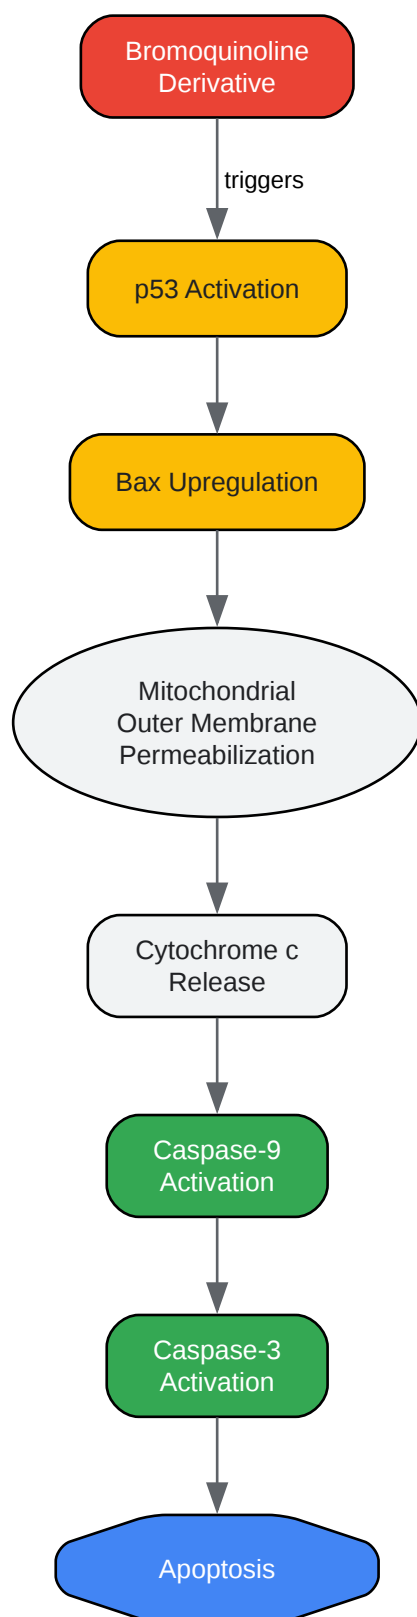 Bromoquinoline
Derivative
triggers
p53 Activation
Bax Upregulation
Mitochondrial
Outer Membrane
Permeabilization
Cytochrome c
Release
Caspase-9
Activation
Caspase-3
Activation
Apoptosis